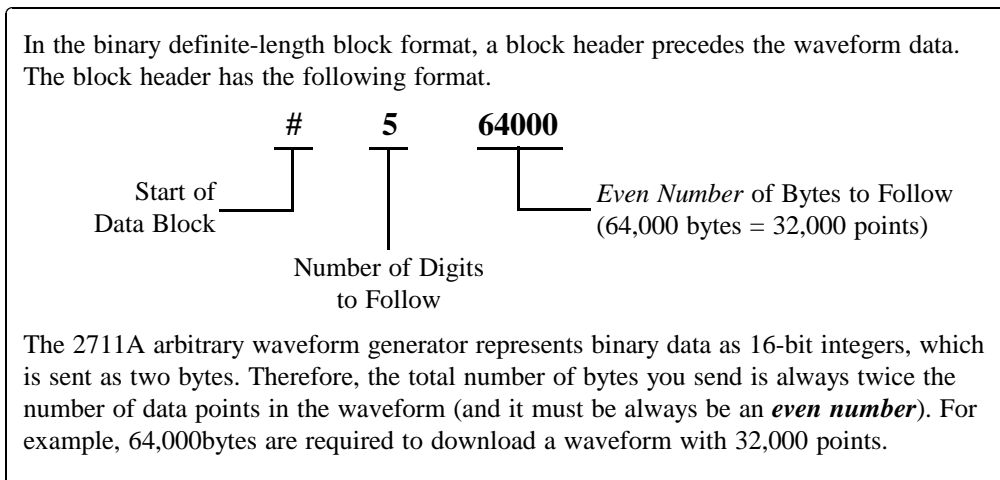 In the binary definite-length block format, a block header precedes the waveform data.
The block header has the following format.
# 5 64000
Start of
Data Block
Even Number of Bytes to Follow
(64,000 bytes = 32,000 points)
Number of Digits
to Follow
The 2711A arbitrary waveform generator represents binary data as 16-bit integers, which
is sent as two bytes. Therefore, the total number of bytes you send is always twice the
number of data points in the waveform (and it must be always be an even number). For
example, 64,000bytes are required to download a waveform with 32,000 points.